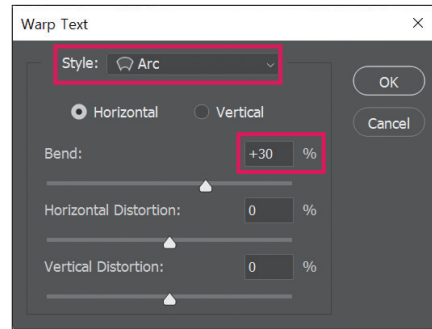 Warp Text
Style: Arc
OK
Horizontal Vertical
Cancel
Bend: +30 %
Horizontal Distortion: 0 %
Vertical Distortion: 0 %